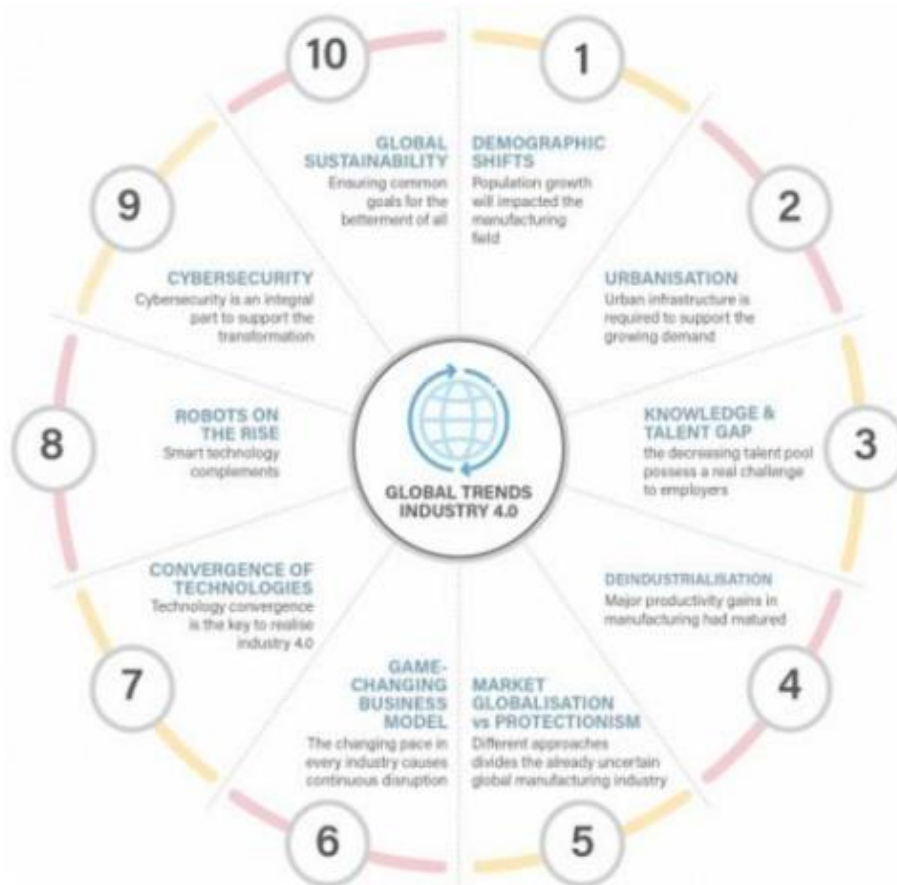 1
DEMOGRAPHIC
SHIFTS
Population growth
will impacted the
manufacturing
field
2
URBANISATION
Urban infrastructure is
required to support the
growing demand
3
KNOWLEDGE &
TALENT GAP
the decreasing talent pool
possess a real challenge
to employers
4
DEINDUSTRIALISATION
Major productivity gains in
manufacturing had matured
5
MARKET
GLOBALISATION
vs PROTECTIONISM
Different approaches
divides the already uncertain
global manufacturing industry
6
GAME-
CHANGING
BUSINESS
MODEL
The changing pace in
every industry causes
continuous disruption
7
CONVERGENCE OF
TECHNOLOGIES
Technology convergence
is the key to realise
industry 4.0
8
ROBOTS ON
THE RISE
Smart technology
complements
9
CYBERSECURITY
Cybersecurity is an integral
part to support the
transformation
10
GLOBAL
SUSTAINABILITY
Ensuring common
goals for the
betterment of all
GLOBAL TRENDS
INDUSTRY 4.0